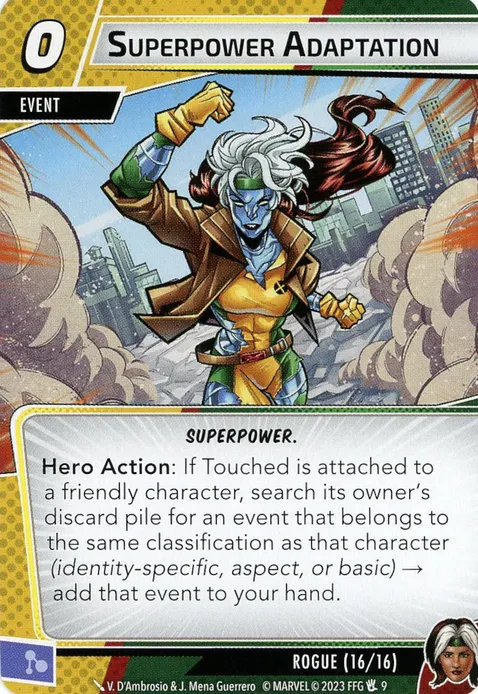 0
SUPERPOWER ADAPTATION
EVENT
SUPERPOWER.
Hero Action: If Touched is attached to
a friendly character, search its owner's
discard pile for an event that belongs to
the same classification as that character
(identity-specific, aspect, or basic) →
add that event to your hand.
ROGUE (16/16)
V. D'Ambrosio & J. Mena Guerrero © MARVEL © 2023 FFG 9